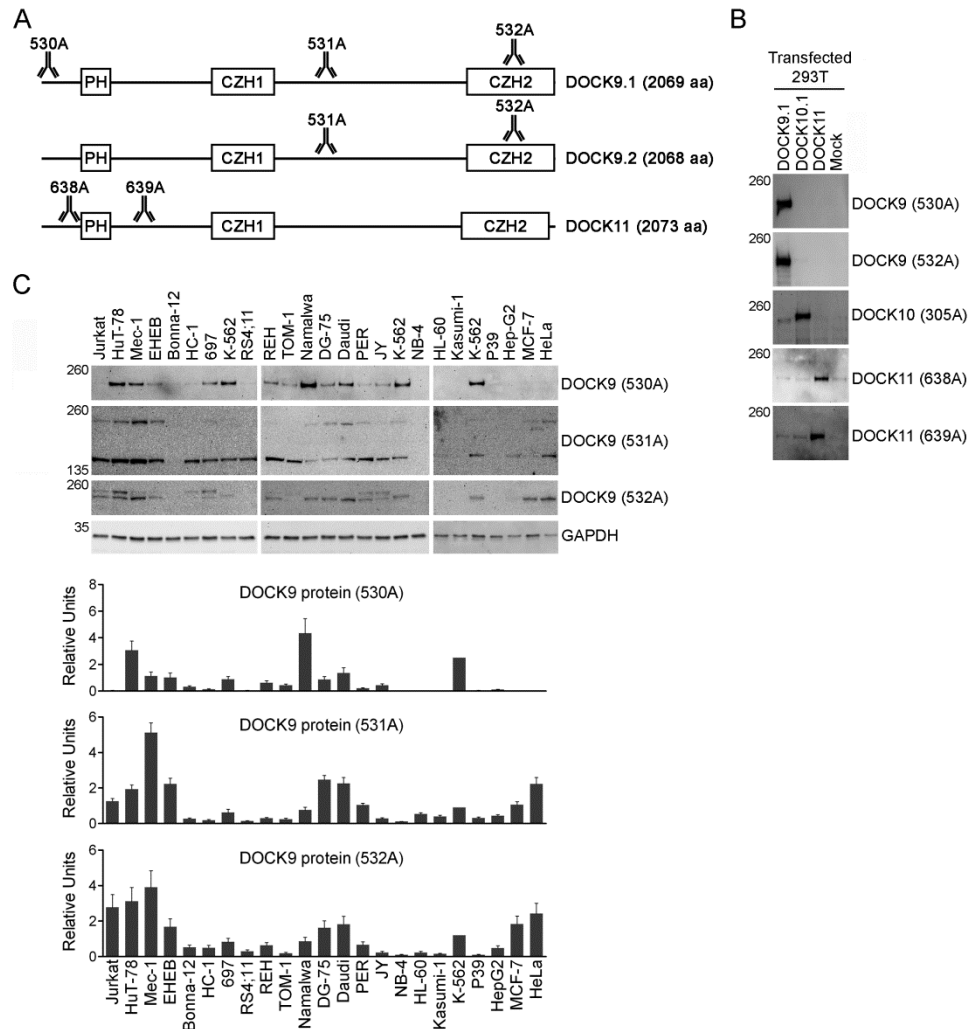 A
530A 531A 532A
PH CZH1 CZH2 DOCK9.1 (2069 aa)
531A 532A
PH CZH1 CZH2 DOCK9.2 (2068 aa)
638A 639A
PH CZH1 CZH2 DOCK11 (2073 aa)
B
Transfected
293T
DOCK9.1 DOCK10.1 DOCK11 Mock
260 DOCK9 (530A)
260 DOCK9 (532A)
260 DOCK10 (305A)
260 DOCK11 (638A)
260 DOCK11 (639A)
C
Jurkat HuT-78 Mec-1 EHEB Bonna-12 HC-1 697 K-562 RS4;11 REH TOM-1 Namalwa DG-75 Daudi PER JY K-562 NB-4 HL-60 Kasumi-1 K-562 P39 Hep-G2 MCF-7 HeLa
260 DOCK9 (530A)
260 DOCK9 (531A)
135
260 DOCK9 (532A)
35 GAPDH
DOCK9 protein (530A)
Relative Units
8
6
4
2
0
DOCK9 protein (531A)
Relative Units
6
4
2
0
DOCK9 protein (532A)
Relative Units
6
4
2
0
Jurkat HuT-78 Mec-1 EHEB Bonna-12 HC-1 697 RS4;11 REH TOM-1 Namalwa DG-75 Daudi PER JY NB-4 HL-60 Kasumi-1 K-562 P39 HepG2 MCF-7 HeLa